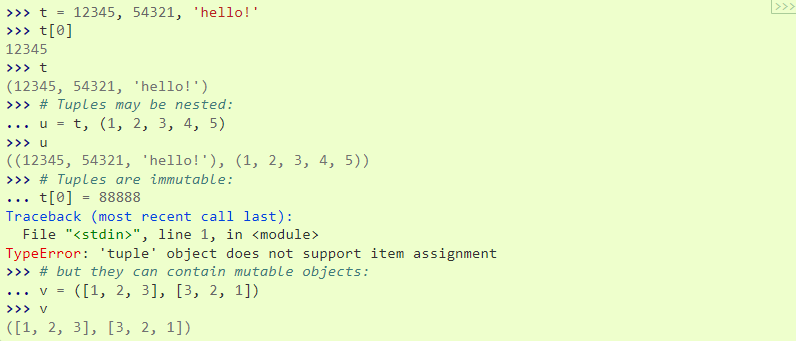 >>> t = 12345, 54321, 'hello!'
>>>
>>> t[0]
12345
>>> t
(12345, 54321, 'hello!')
>>> # Tuples may be nested:
... u = t, (1, 2, 3, 4, 5)
>>> u
((12345, 54321, 'hello!'), (1, 2, 3, 4, 5))
>>> # Tuples are immutable:
... t[0] = 88888
Traceback (most recent call last):
  File "<stdin>", line 1, in <module>
TypeError: 'tuple' object does not support item assignment
>>> # but they can contain mutable objects:
... v = ([1, 2, 3], [3, 2, 1])
>>> v
([1, 2, 3], [3, 2, 1])